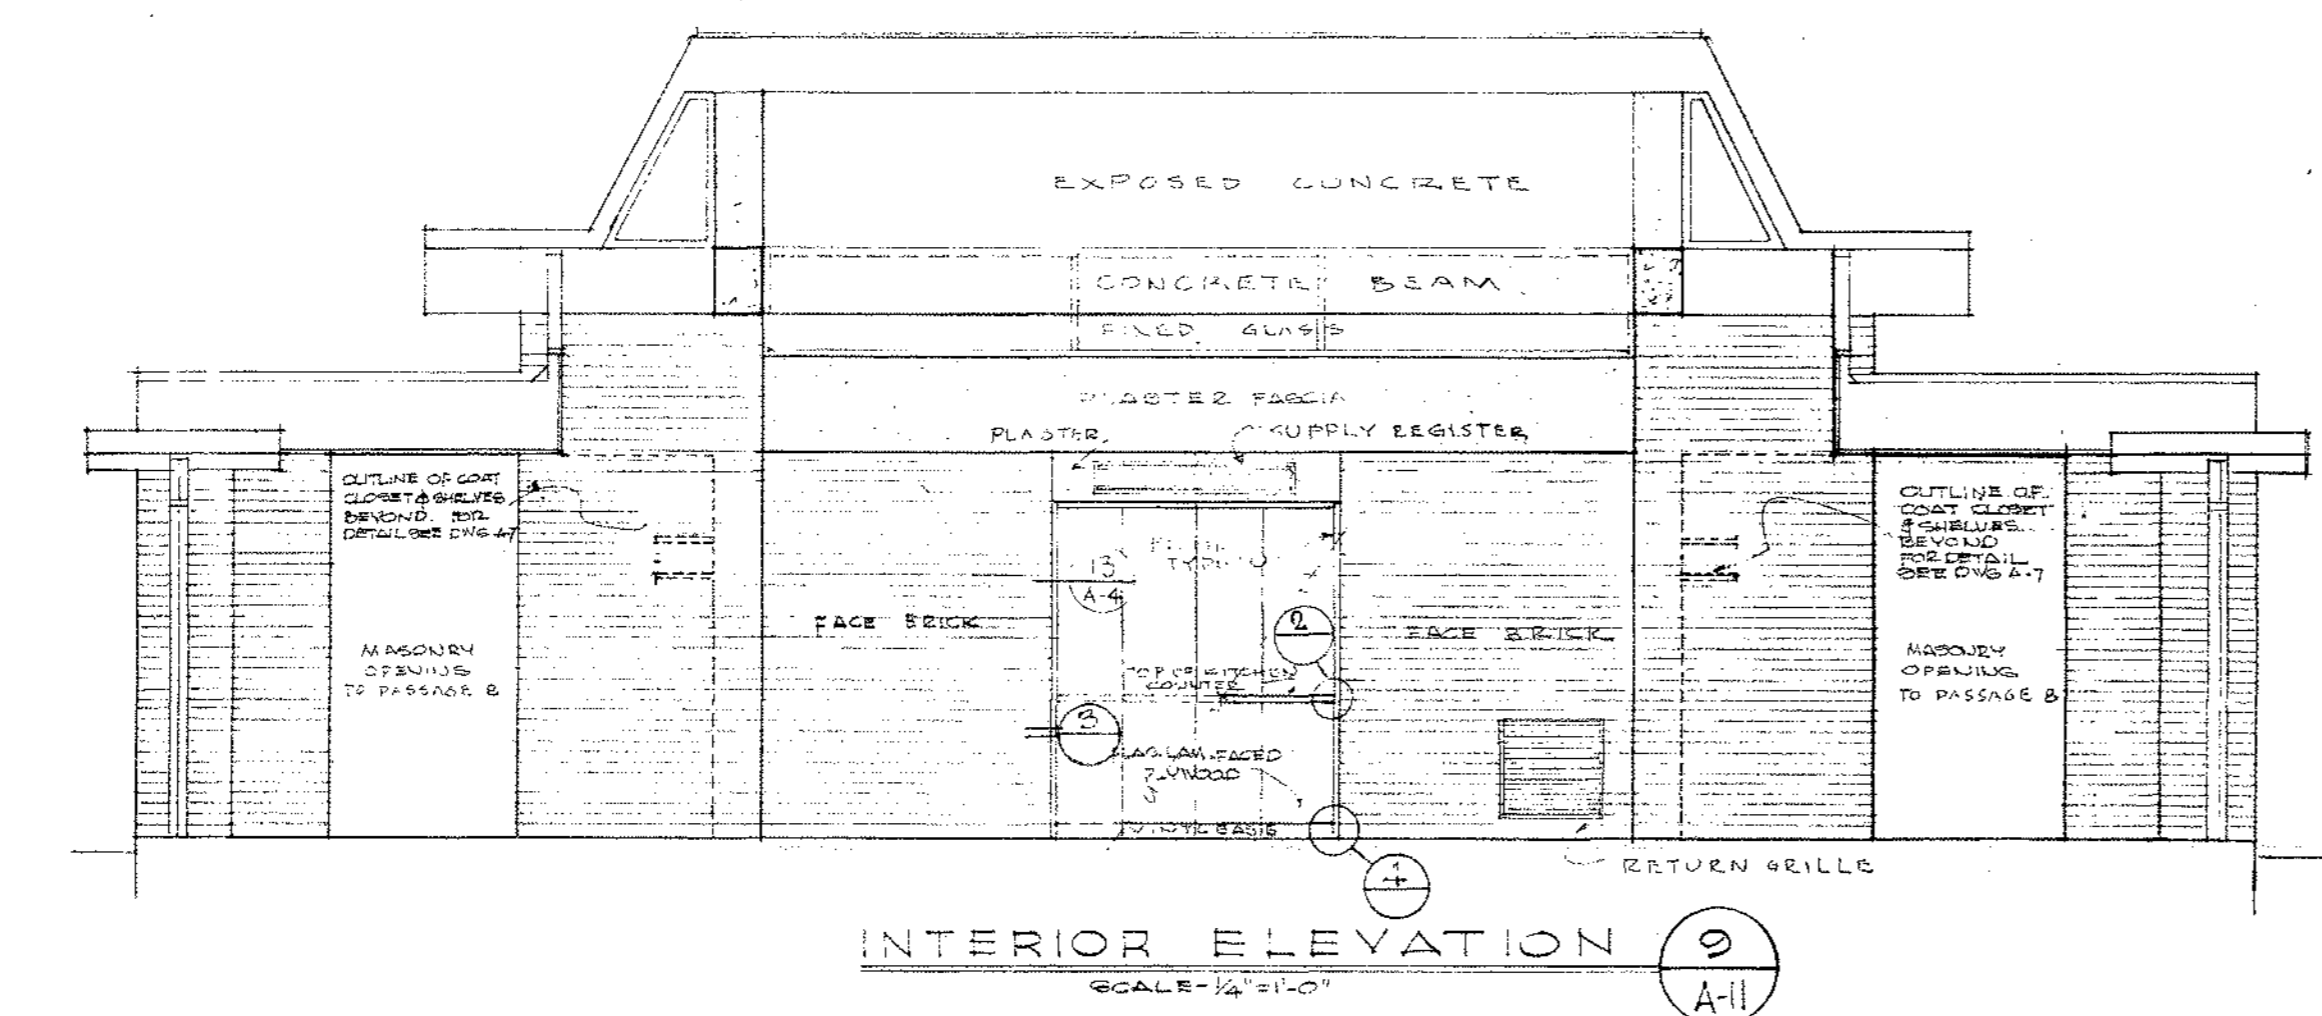 EXPOSED CONCRETE
CONCRETE BEAM
FIXED GLASS
PLASTER FASCIA
PLASTER
SUPPLY REGISTER
OUTLINE OF COAT
CLOSET & SHELVES
BEYOND. FOR
DETAIL SEE DWG A-7
OUTLINE OF
COAT CLOSET
& SHELVES
BEYOND
FOR DETAIL
SEE DWG A-7
13
A-4
2
FACE BRICK
FACE BRICK
MASONRY
OPENING
TO PASSAGE B
MASONRY
OPENING
TO PASSAGE B
TOP OF KITCHEN
COUNTER
3
PLAS. LAM. FACED
PLYWOOD
VINYL BASE
1
RETURN GRILLE
INTERIOR ELEVATION
9
A-11
SCALE-1/4"=1'-0"